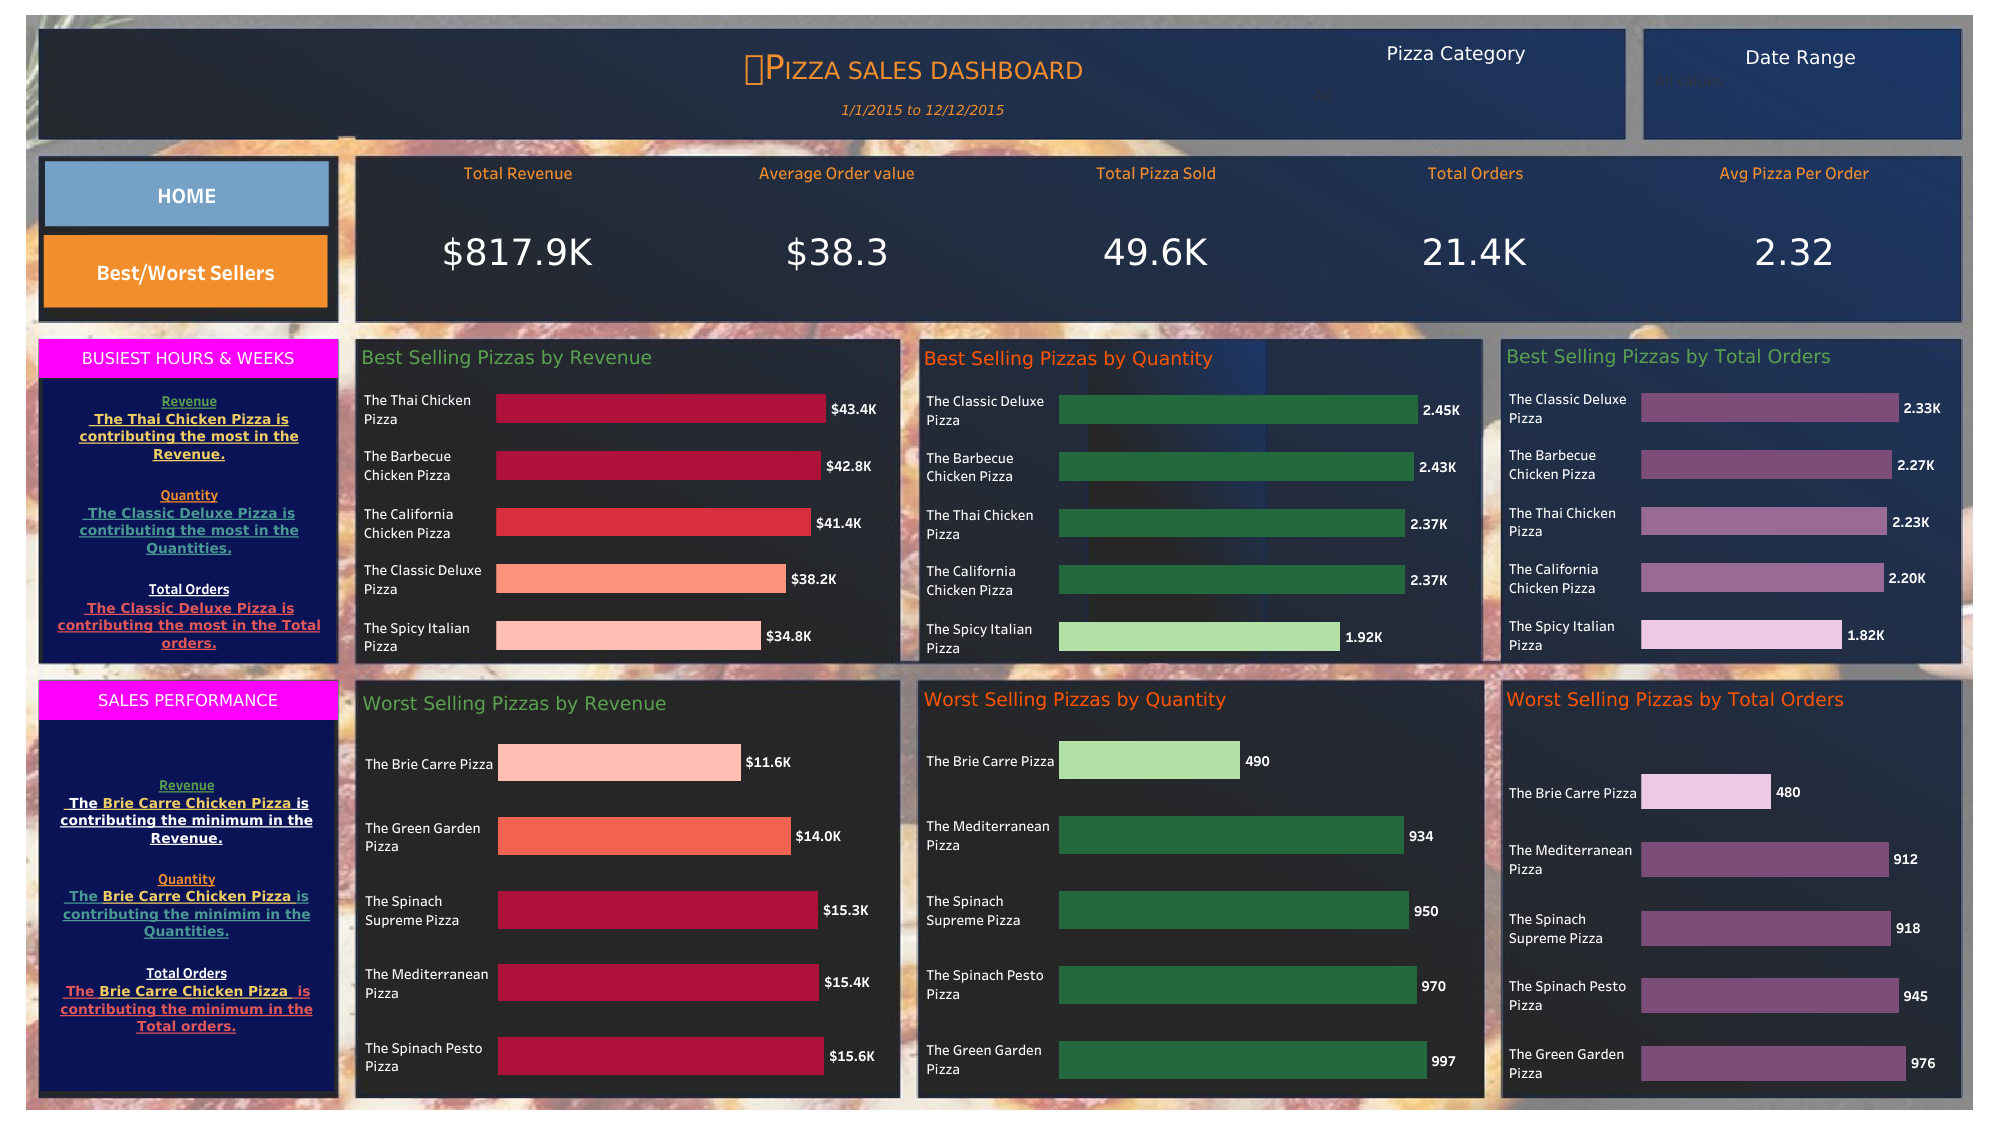 PIZZA SALES DASHBOARD
1/1/2015 to 12/12/2015
Pizza Category
Date Range
HOME
Best/Worst Sellers
Total Revenue
$817.9K
Average Order value
$38.3
Total Pizza Sold
49.6K
Total Orders
21.4K
Avg Pizza Per Order
2.32
BUSIEST HOURS & WEEKS
Revenue
The Thai Chicken Pizza is
contributing the most in the
Revenue.
Quantity
The Classic Deluxe Pizza is
contributing the most in the
Quantities.
Total Orders
The Classic Deluxe Pizza is
contributing the most in the Total
orders.
Best Selling Pizzas by Revenue
The Thai Chicken
Pizza
$43.4K
The Barbecue
Chicken Pizza
$42.8K
The California
Chicken Pizza
$41.4K
The Classic Deluxe
Pizza
$38.2K
The Spicy Italian
Pizza
$34.8K
Best Selling Pizzas by Quantity
The Classic Deluxe
Pizza
2.45K
The Barbecue
Chicken Pizza
2.43K
The Thai Chicken
Pizza
2.37K
The California
Chicken Pizza
2.37K
The Spicy Italian
Pizza
1.92K
Best Selling Pizzas by Total Orders
The Classic Deluxe
Pizza
2.33K
The Barbecue
Chicken Pizza
2.27K
The Thai Chicken
Pizza
2.23K
The California
Chicken Pizza
2.20K
The Spicy Italian
Pizza
1.82K
SALES PERFORMANCE
Revenue
The Brie Carre Chicken Pizza is
contributing the minimum in the
Revenue.
Quantity
The Brie Carre Chicken Pizza is
contributing the minimim in the
Quantities.
Total Orders
The Brie Carre Chicken Pizza is
contributing the minimum in the
Total orders.
Worst Selling Pizzas by Revenue
The Brie Carre Pizza
$11.6K
The Green Garden
Pizza
$14.0K
The Spinach
Supreme Pizza
$15.3K
The Mediterranean
Pizza
$15.4K
The Spinach Pesto
Pizza
$15.6K
Worst Selling Pizzas by Quantity
The Brie Carre Pizza
490
The Mediterranean
Pizza
934
The Spinach
Supreme Pizza
950
The Spinach Pesto
Pizza
970
The Green Garden
Pizza
997
Worst Selling Pizzas by Total Orders
The Brie Carre Pizza
480
The Mediterranean
Pizza
912
The Spinach
Supreme Pizza
918
The Spinach Pesto
Pizza
945
The Green Garden
Pizza
976